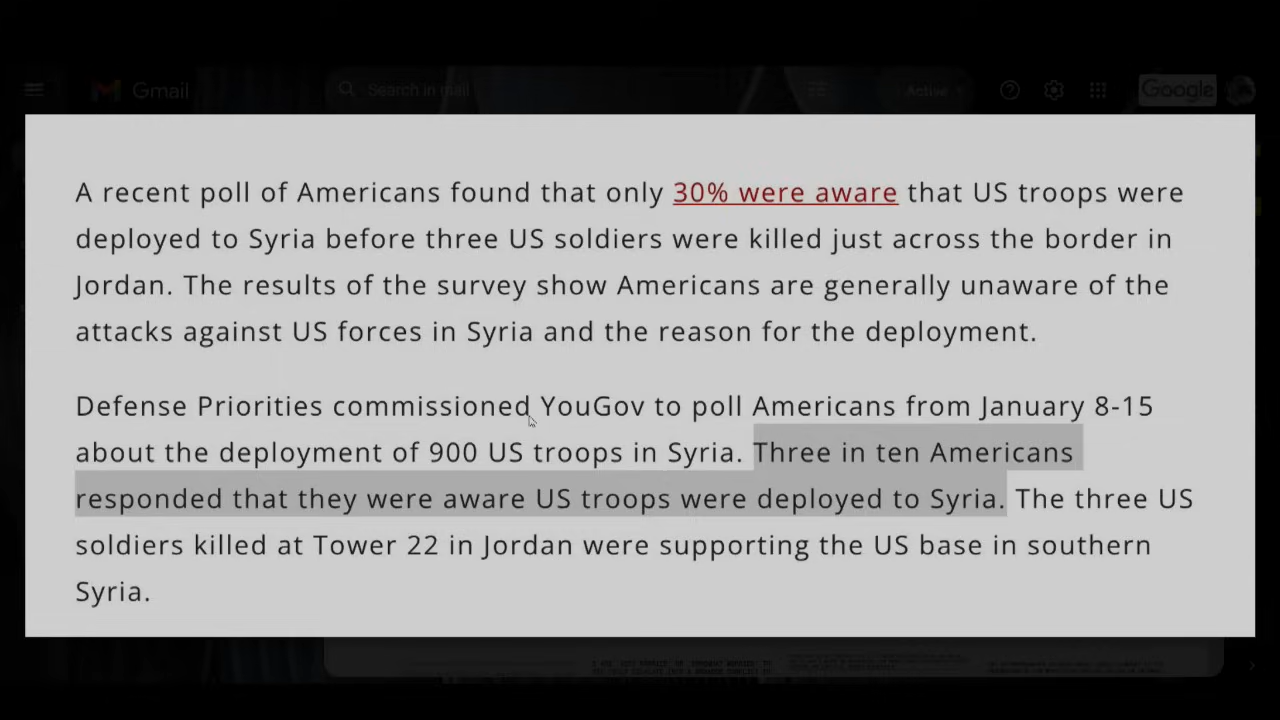 Gmail
Search in mail
Active
Google
A recent poll of Americans found that only 30% were aware that US troops were
deployed to Syria before three US soldiers were killed just across the border in
Jordan. The results of the survey show Americans are generally unaware of the
attacks against US forces in Syria and the reason for the deployment.
Defense Priorities commissioned YouGov to poll Americans from January 8-15
about the deployment of 900 US troops in Syria. Three in ten Americans
responded that they were aware US troops were deployed to Syria. The three US
soldiers killed at Tower 22 in Jordan were supporting the US base in southern
Syria.